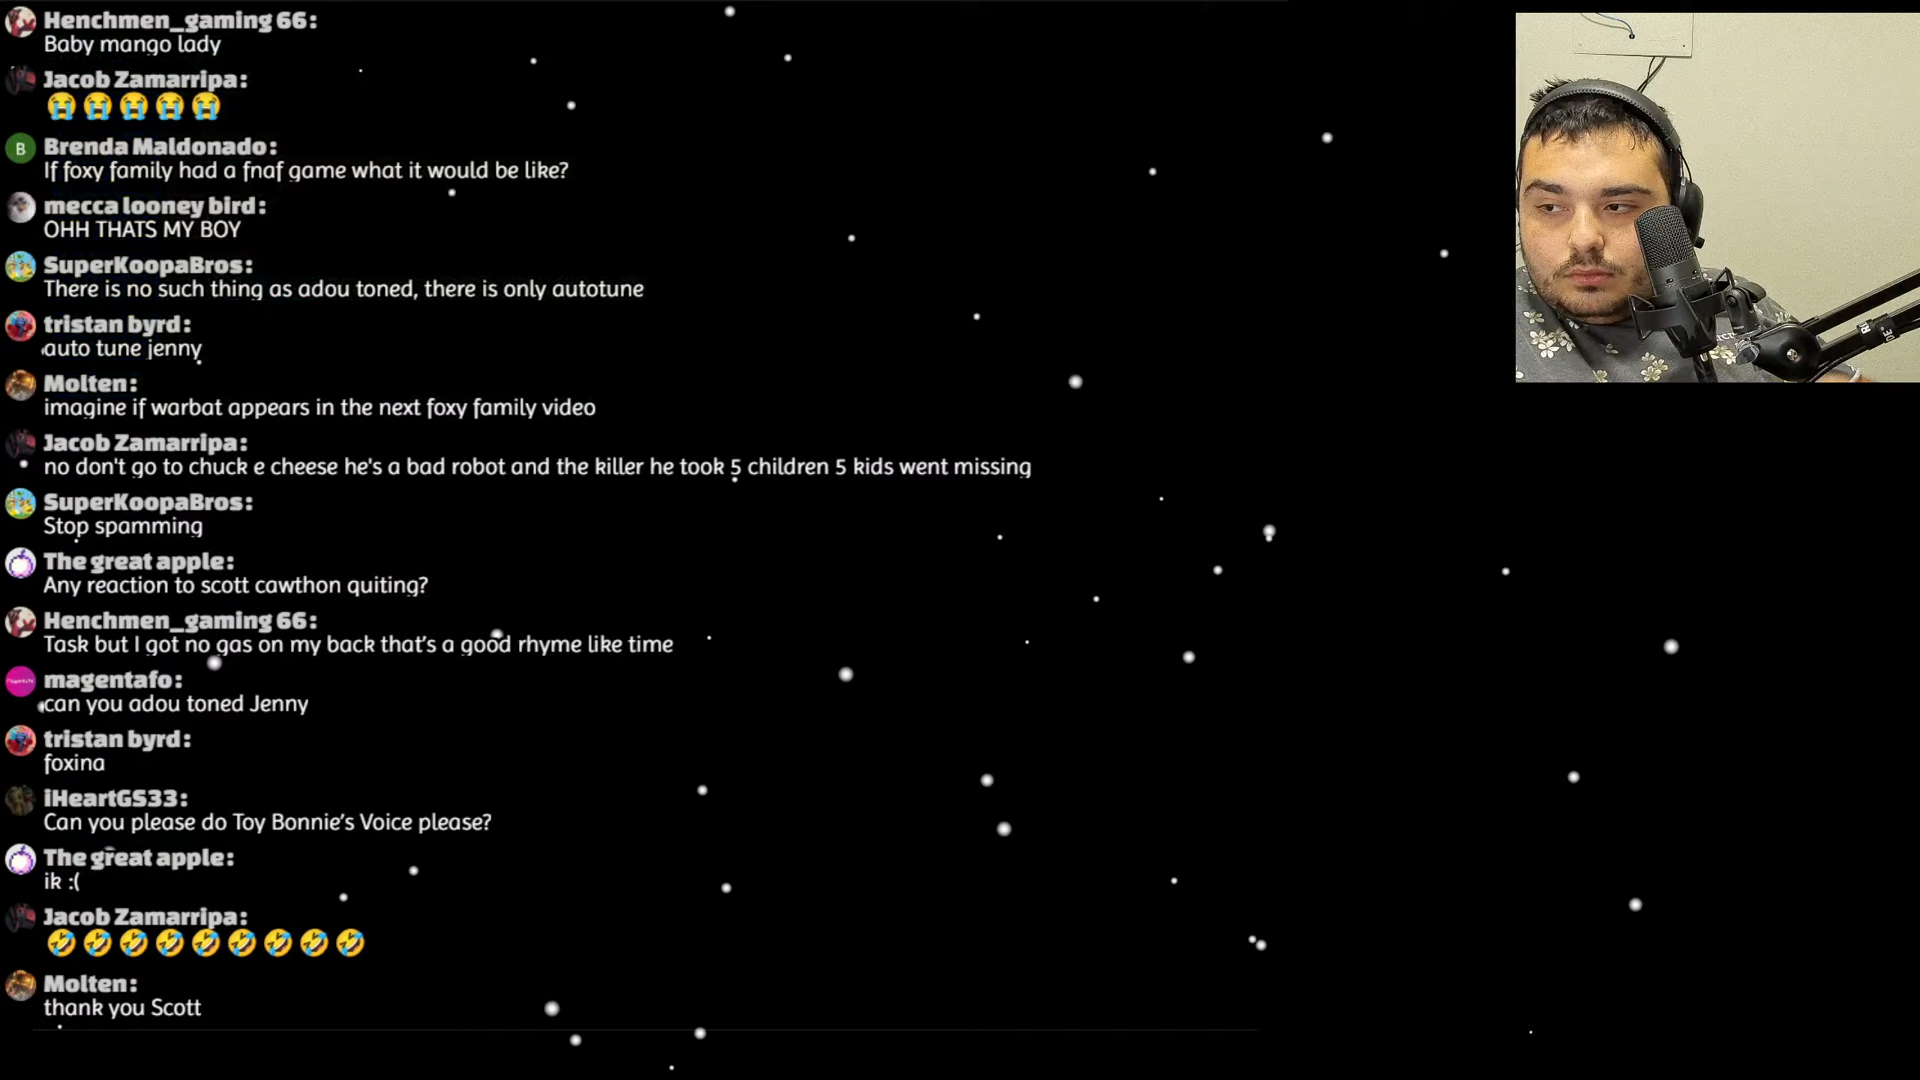 Henchmen_gaming 66:
Baby mango lady
Jacob Zamarripa:
😭😭😭😭😭
B
Brenda Maldonado:
If foxy family had a fnaf game what it would be like?
mecca looney bird:
OHH THATS MY BOY
SuperKoopaBros:
There is no such thing as adou toned, there is only autotune
tristan byrd:
auto tune jenny
Molten:
imagine if warbat appears in the next foxy family video
Jacob Zamarripa:
no don't go to chuck e cheese he's a bad robot and the killer he took 5 children 5 kids went missing
SuperKoopaBros:
Stop spamming
The great apple:
Any reaction to scott cawthon quiting?
Henchmen_gaming 66:
Task but I got no gas on my back that's a good rhyme like time
magentafo:
can you adou toned Jenny
tristan byrd:
foxina
iHeartGS33:
Can you please do Toy Bonnie's Voice please?
The great apple:
ik :(
Jacob Zamarripa:
🤣🤣🤣🤣🤣🤣🤣🤣🤣
Molten:
thank you Scott